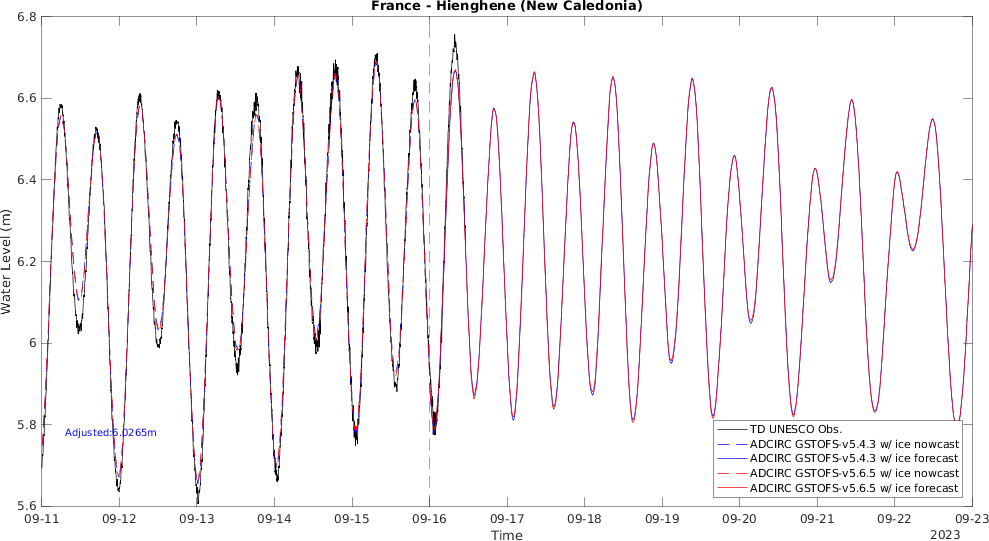 France - Hienghene (New Caledonia)
6.8
6.6
6.4
6.2
6
5.8
5.6
Water Level (m)
Adjusted:6.0265m
TD UNESCO Obs.
ADCIRC GSTOFS-v5.4.3 w/ ice nowcast
ADCIRC GSTOFS-v5.4.3 w/ ice forecast
ADCIRC GSTOFS-v5.6.5 w/ ice nowcast
ADCIRC GSTOFS-v5.6.5 w/ ice forecast
09-11 09-12 09-13 09-14 09-15 09-16 09-17 09-18 09-19 09-20 09-21 09-22 09-23
Time
2023